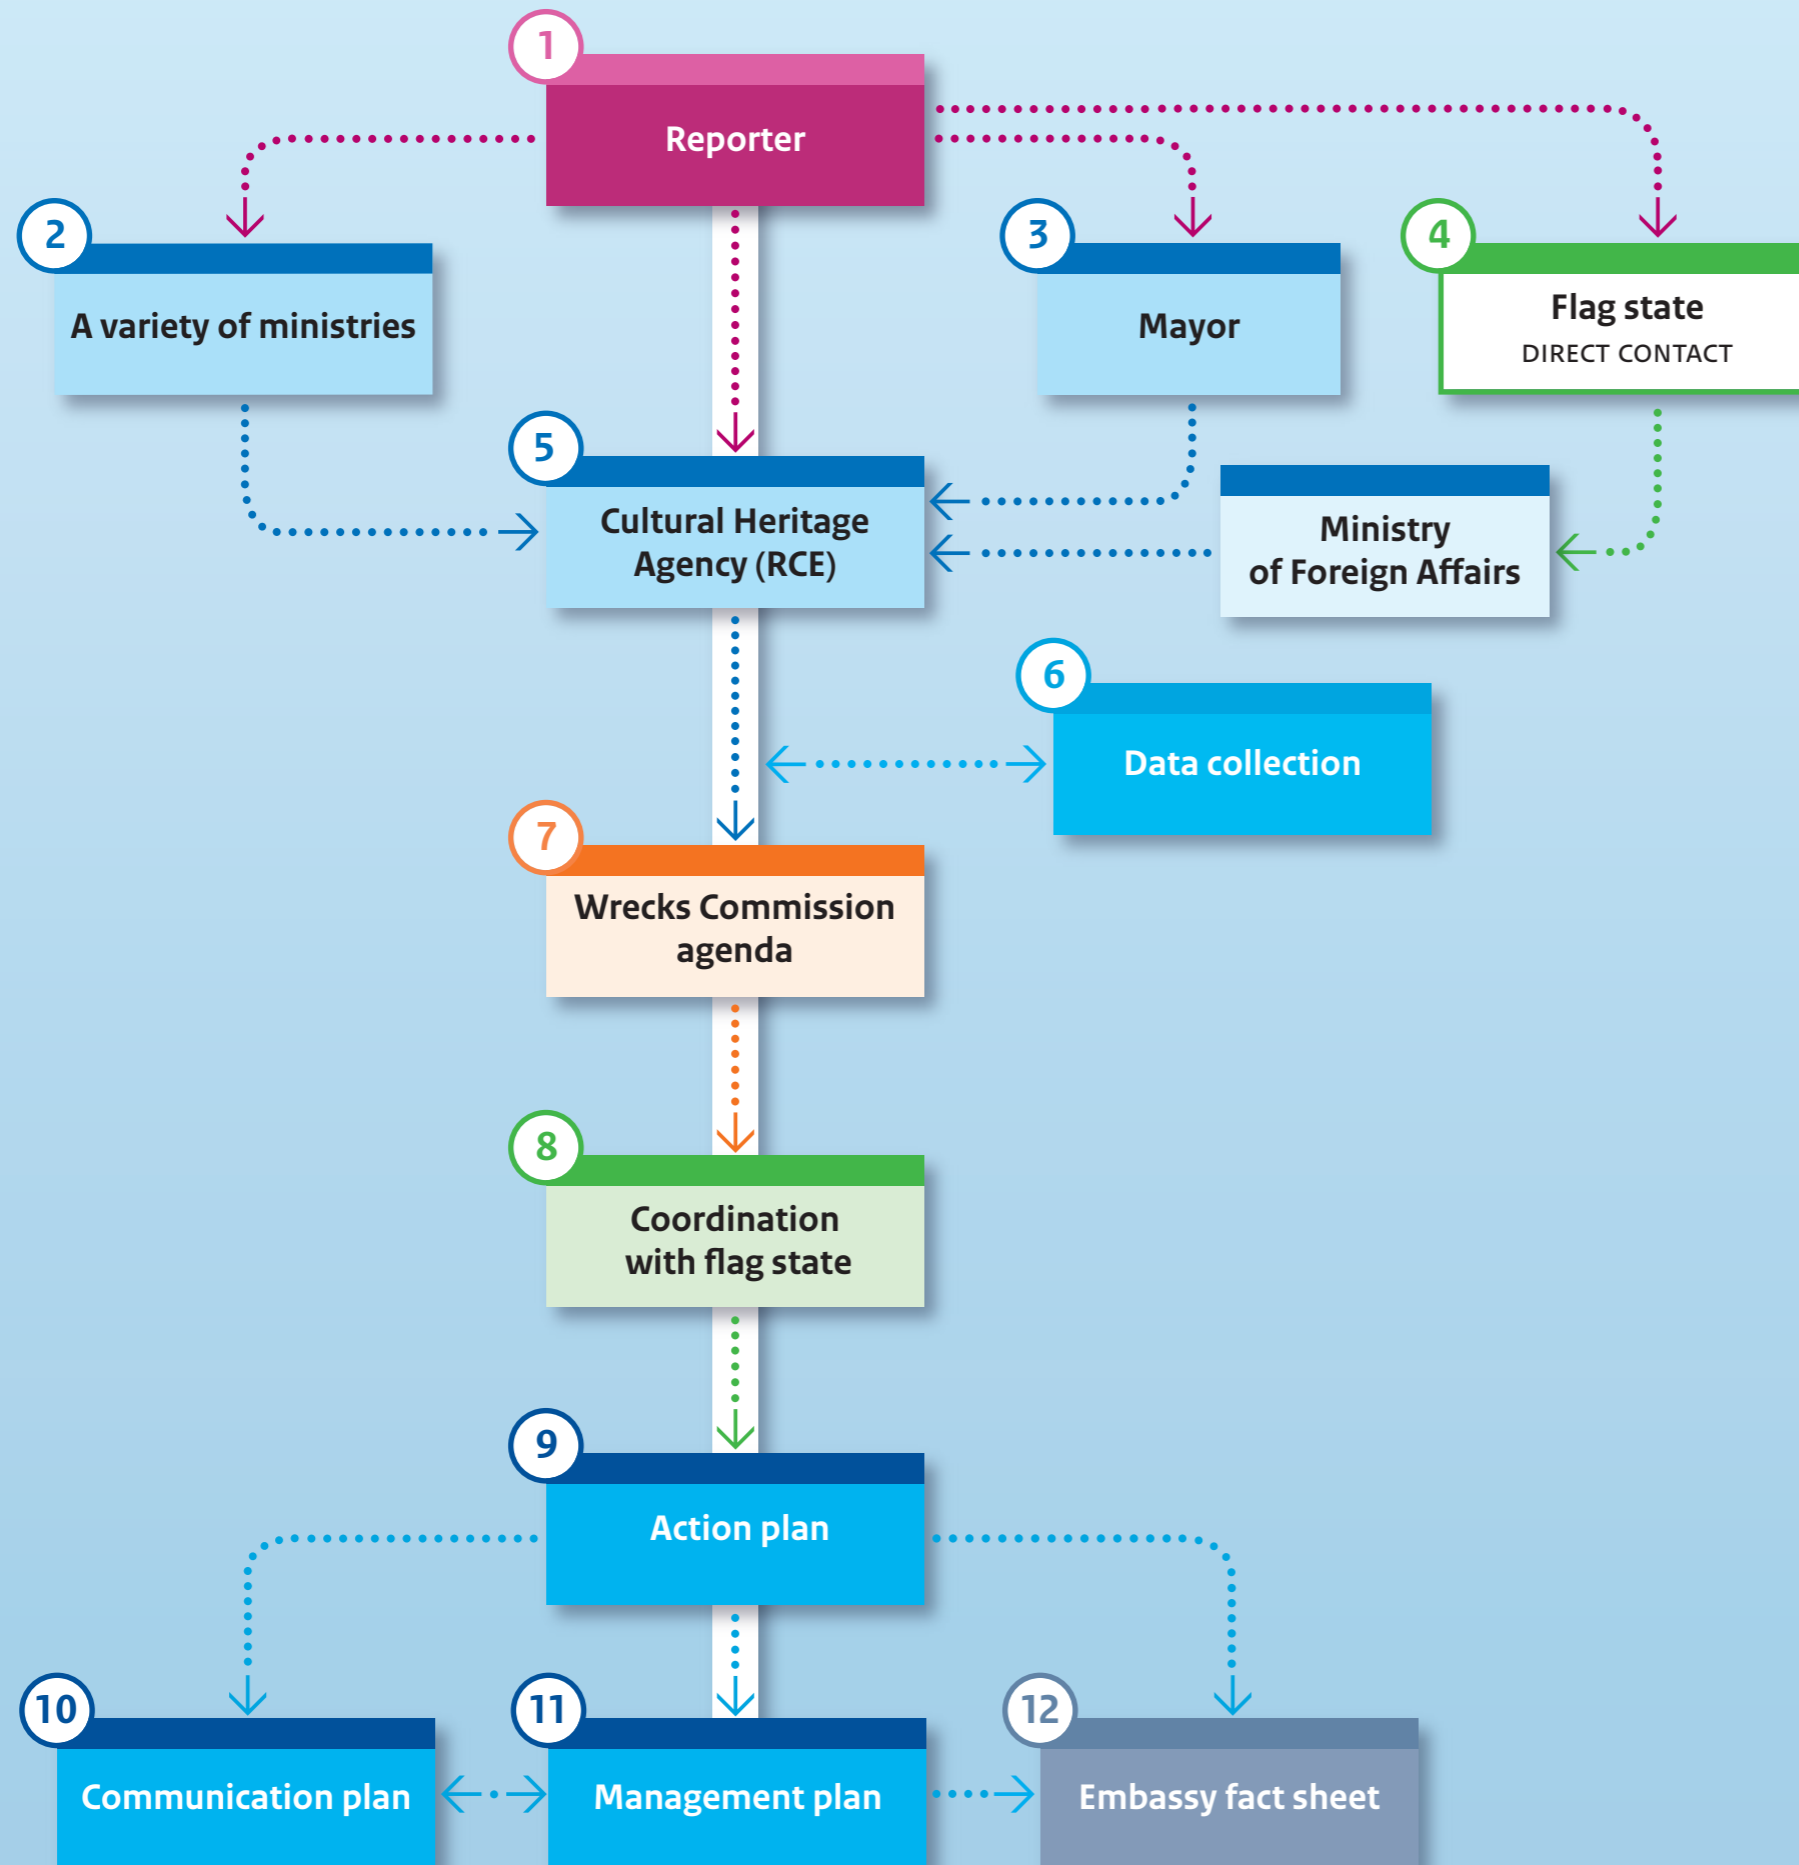 1
Reporter
2
A variety of ministries
3
Mayor
4
Flag state
DIRECT CONTACT
5
Cultural Heritage
Agency (RCE)
Ministry
of Foreign Affairs
6
Data collection
7
Wrecks Commission
agenda
8
Coordination
with flag state
9
Action plan
10
Communication plan
11
Management plan
12
Embassy fact sheet